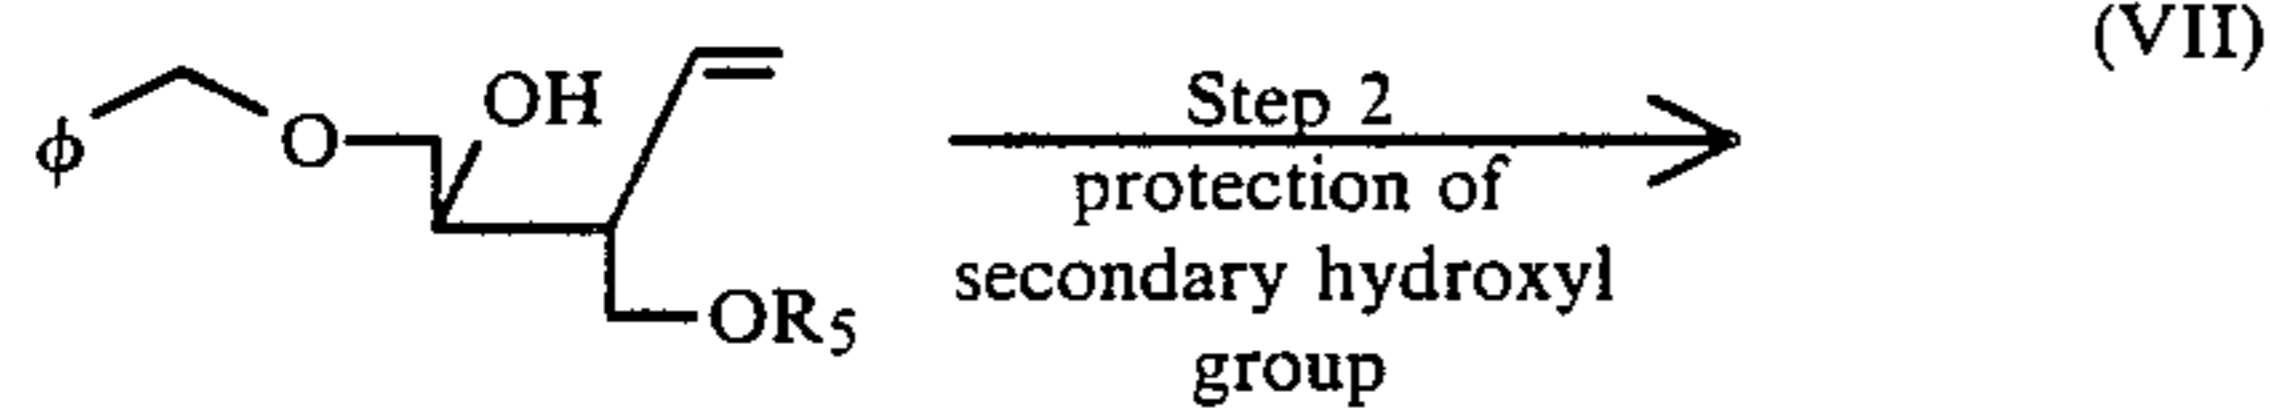 (VII)
OH
Step 2
ϕ
O
protection of
secondary hydroxyl
OR5
group